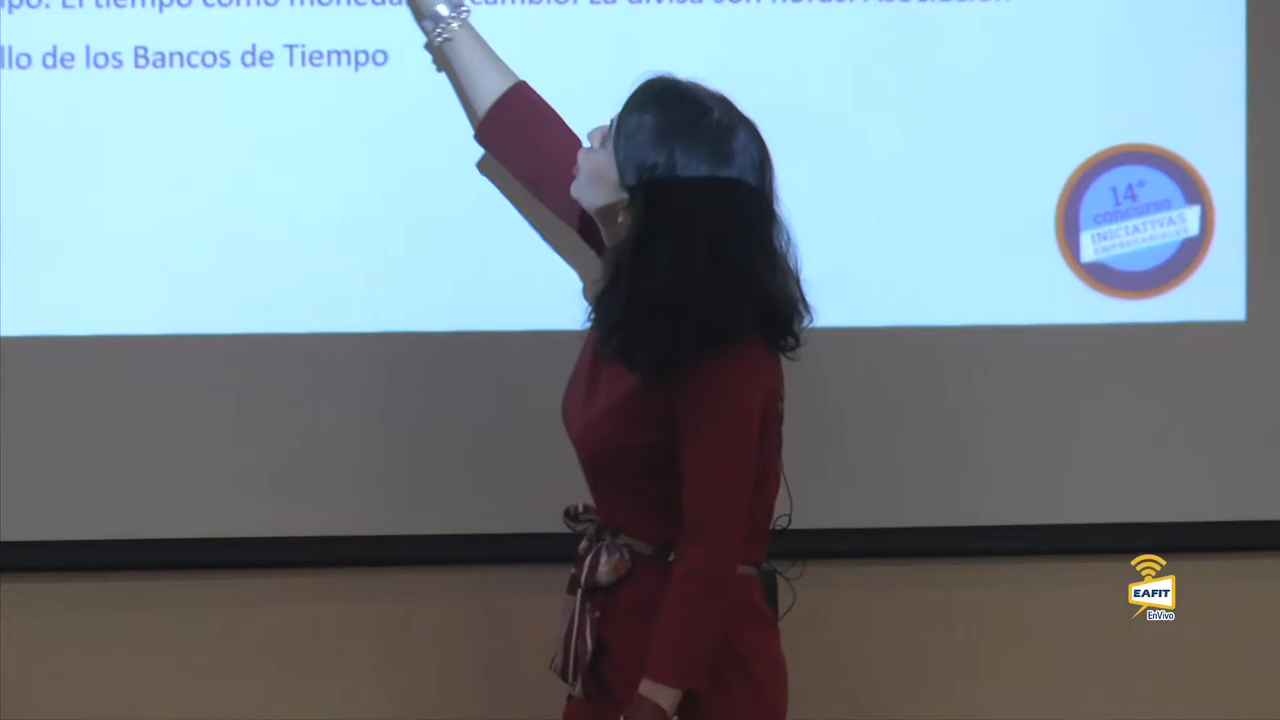 ipo. El tiempo como moneda cambio. La divisa son horas. Asociación
llo de los Bancos de Tiempo
14°
CONCURSO
INICIATIVAS
EMPRESARIALES
EAFIT
EnVivo